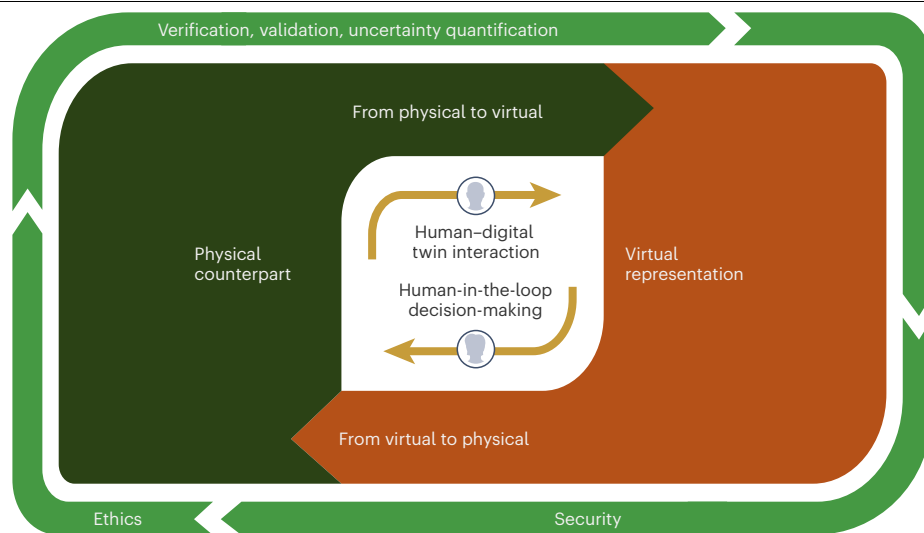 Verification, validation, uncertainty quantification
From physical to virtual
Human–digital
twin interaction
Physical
counterpart
Virtual
representation
Human-in-the-loop
decision-making
From virtual to physical
Ethics
Security